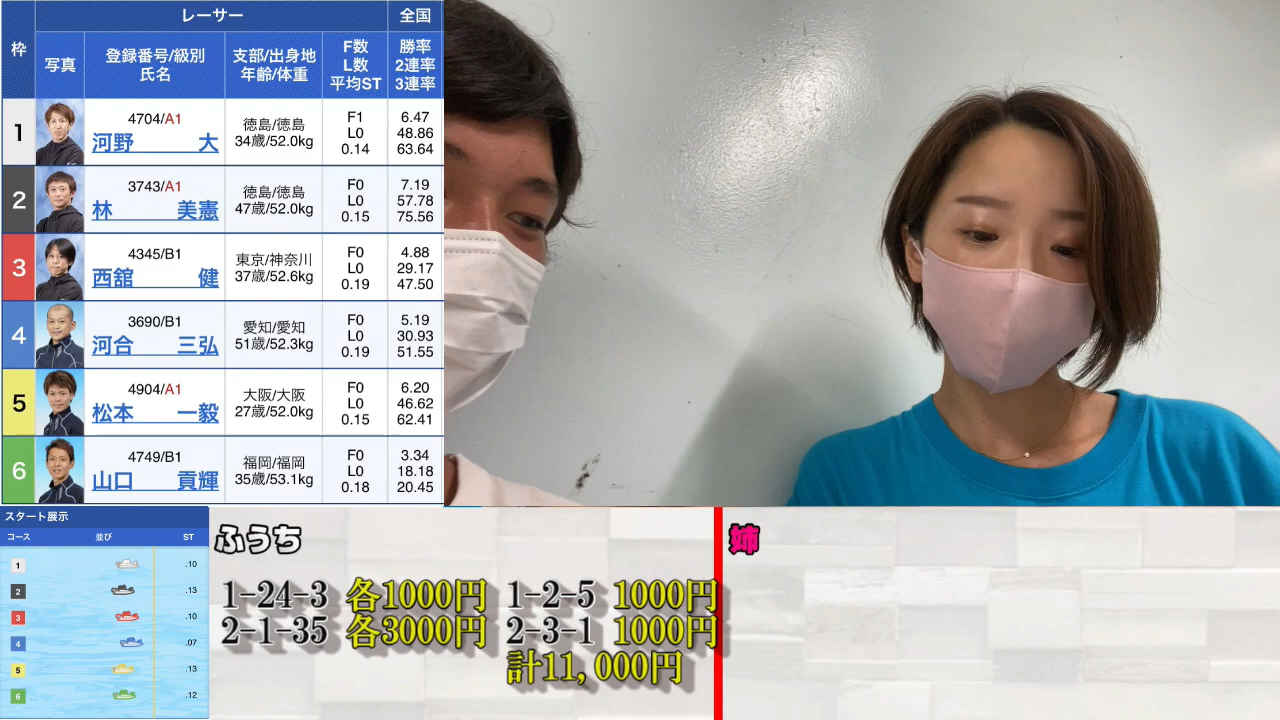 レーサー 全国
枠 写真 登録番号/級別 氏名 支部/出身地 年齢/体重 F数 L数 平均ST 勝率 2連率 3連率
1 4704/A1 河野 大 徳島/徳島 34歳/52.0kg F1 L0 0.14 6.47 48.86 63.64
2 3743/A1 林 美憲 徳島/徳島 47歳/52.0kg F0 L0 0.15 7.19 57.78 75.56
3 4345/B1 西舘 健 東京/神奈川 37歳/52.6kg F0 L0 0.19 4.88 29.17 47.50
4 3690/B1 河合 三弘 愛知/愛知 51歳/52.3kg F0 L0 0.19 5.19 30.93 51.55
5 4904/A1 松本 一毅 大阪/大阪 27歳/52.0kg F0 L0 0.15 6.20 46.62 62.41
6 4749/B1 山口 貢輝 福岡/福岡 35歳/53.1kg F0 L0 0.18 3.34 18.18 20.45
スタート展示
コース 並び ST
1 .10
2 .13
3 .10
4 .07
5 .13
6 .12
ふうち
1-24-3 各1000円 1-2-5 1000円
2-1-35 各3000円 2-3-1 1000円
計11,000円
姉